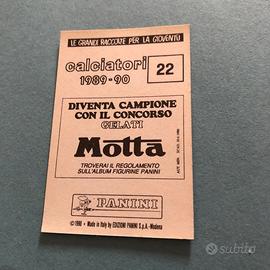 LE GRANDI RACCOLTE PER LA GIOVENTÙ
calciatori
1989-90
22
DIVENTA CAMPIONE
CON IL CONCORSO
GELATI
Motta
TROVERAI IL REGOLAMENTO
SULL'ALBUM FIGURINE PANINI
PANINI
© 1990 • Made in Italy by EDIZIONI PANINI S.p.A.-Modena
subito